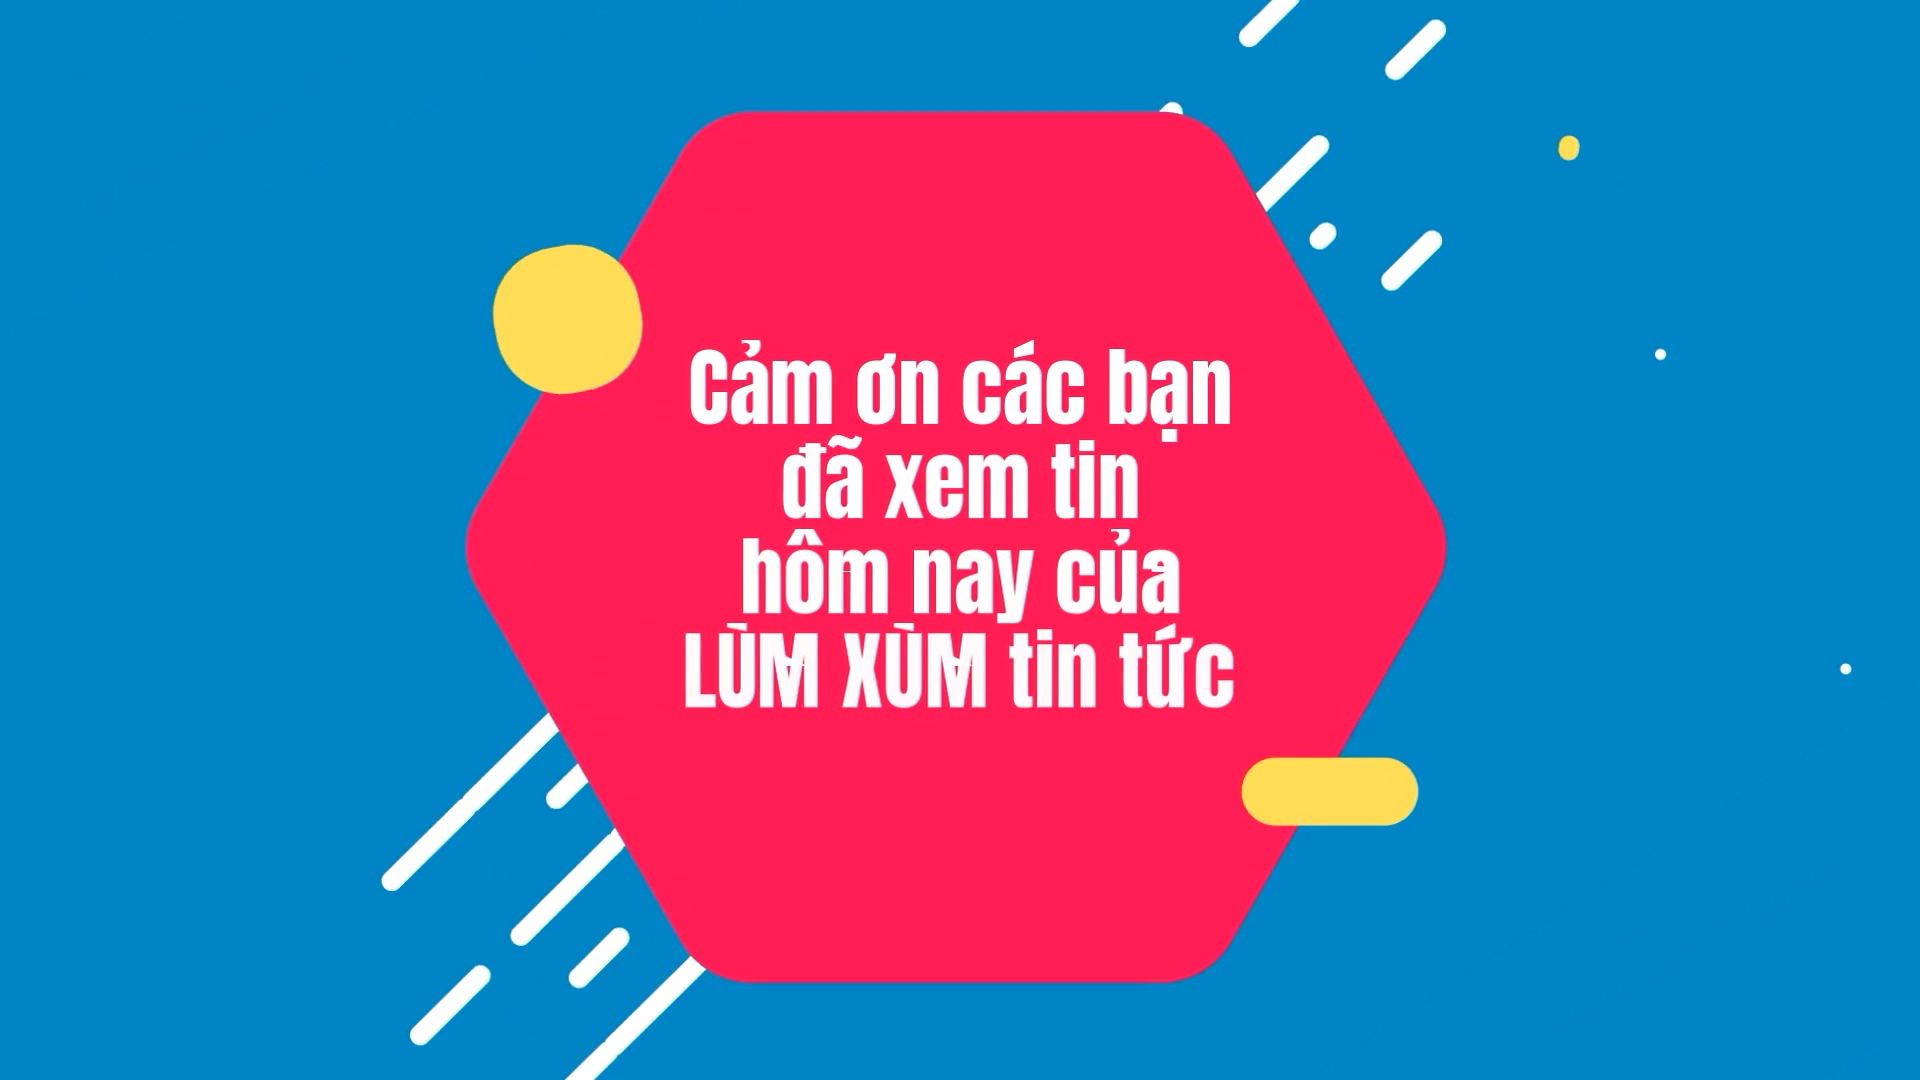 Cảm ơn các bạn
đã xem tin
hôm nay của
LÙM XÙM tin tức